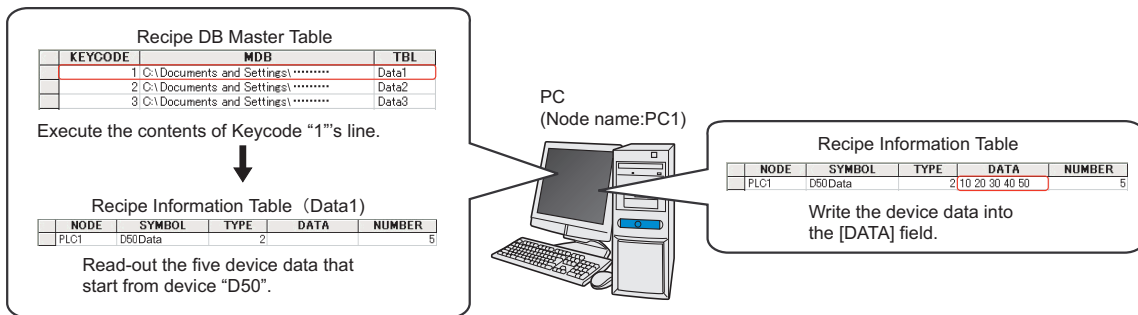 Recipe DB Master Table
KEYCODE MDB TBL
1 C:\Documents and Settings\ ········· Data1
2 C:\Documents and Settings\ ········· Data2
3 C:\Documents and Settings\ ········· Data3
Execute the contents of Keycode “1”’s line.
Recipe Information Table (Data1)
NODE SYMBOL TYPE DATA NUMBER
PLC1 D50Data 2 5
Read-out the five device data that
start from device “D50”.
PC
(Node name:PC1)
Recipe Information Table
NODE SYMBOL TYPE DATA NUMBER
PLC1 D50Data 2 10 20 30 40 50 5
Write the device data into
the [DATA] field.